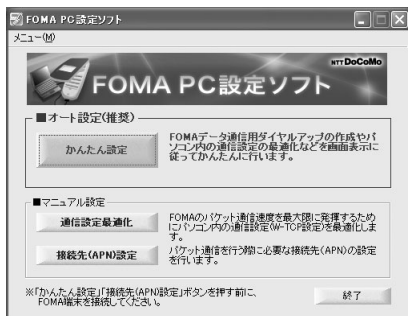 FOMA PC設定ソフト
メニュー(M)
NTT DoCoMo
FOMA PC設定ソフト
■オート設定(推奨)
かんたん設定
FOMAデータ通信用ダイヤルアップの作成やパ
ソコン内の通信設定の最適化などを画面表示に
従ってかんたんに行います。
■マニュアル設定
通信設定最適化
FOMAのパケット通信速度を最大限に発揮するため
にパソコン内の通信設定(W-TCP設定)を最適化しま
す。
接続先(APN)設定
パケット通信を行う際に必要な接続先(APN)の設定
を行います。
※「かんたん設定」「接続先(APN)設定」ボタンを押す前に、
FOMA端末を接続してください。
終了